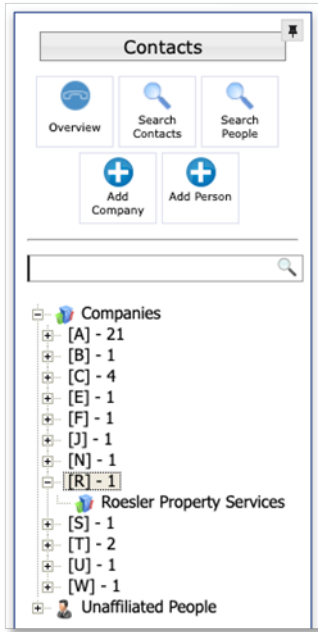 Contacts
Overview
Search
Contacts
Search
People
Add
Company
Add Person
Companies
[A] - 21
[B] - 1
[C] - 4
[E] - 1
[F] - 1
[J] - 1
[N] - 1
[R] - 1
Roesler Property Services
[S] - 1
[T] - 2
[U] - 1
[W] - 1
Unaffiliated People